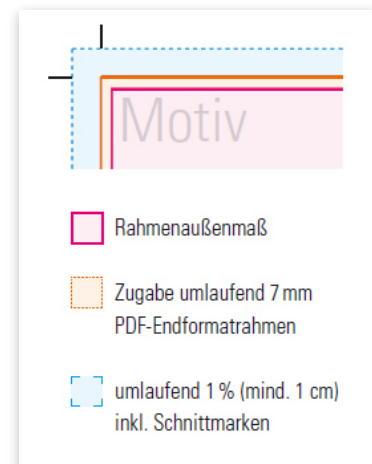 Motiv
Rahmenaußenmaß
Zugabe umlaufend 7 mm
PDF-Endformatrahmen
umlaufend 1 % (mind. 1 cm)
inkl. Schnittmarken